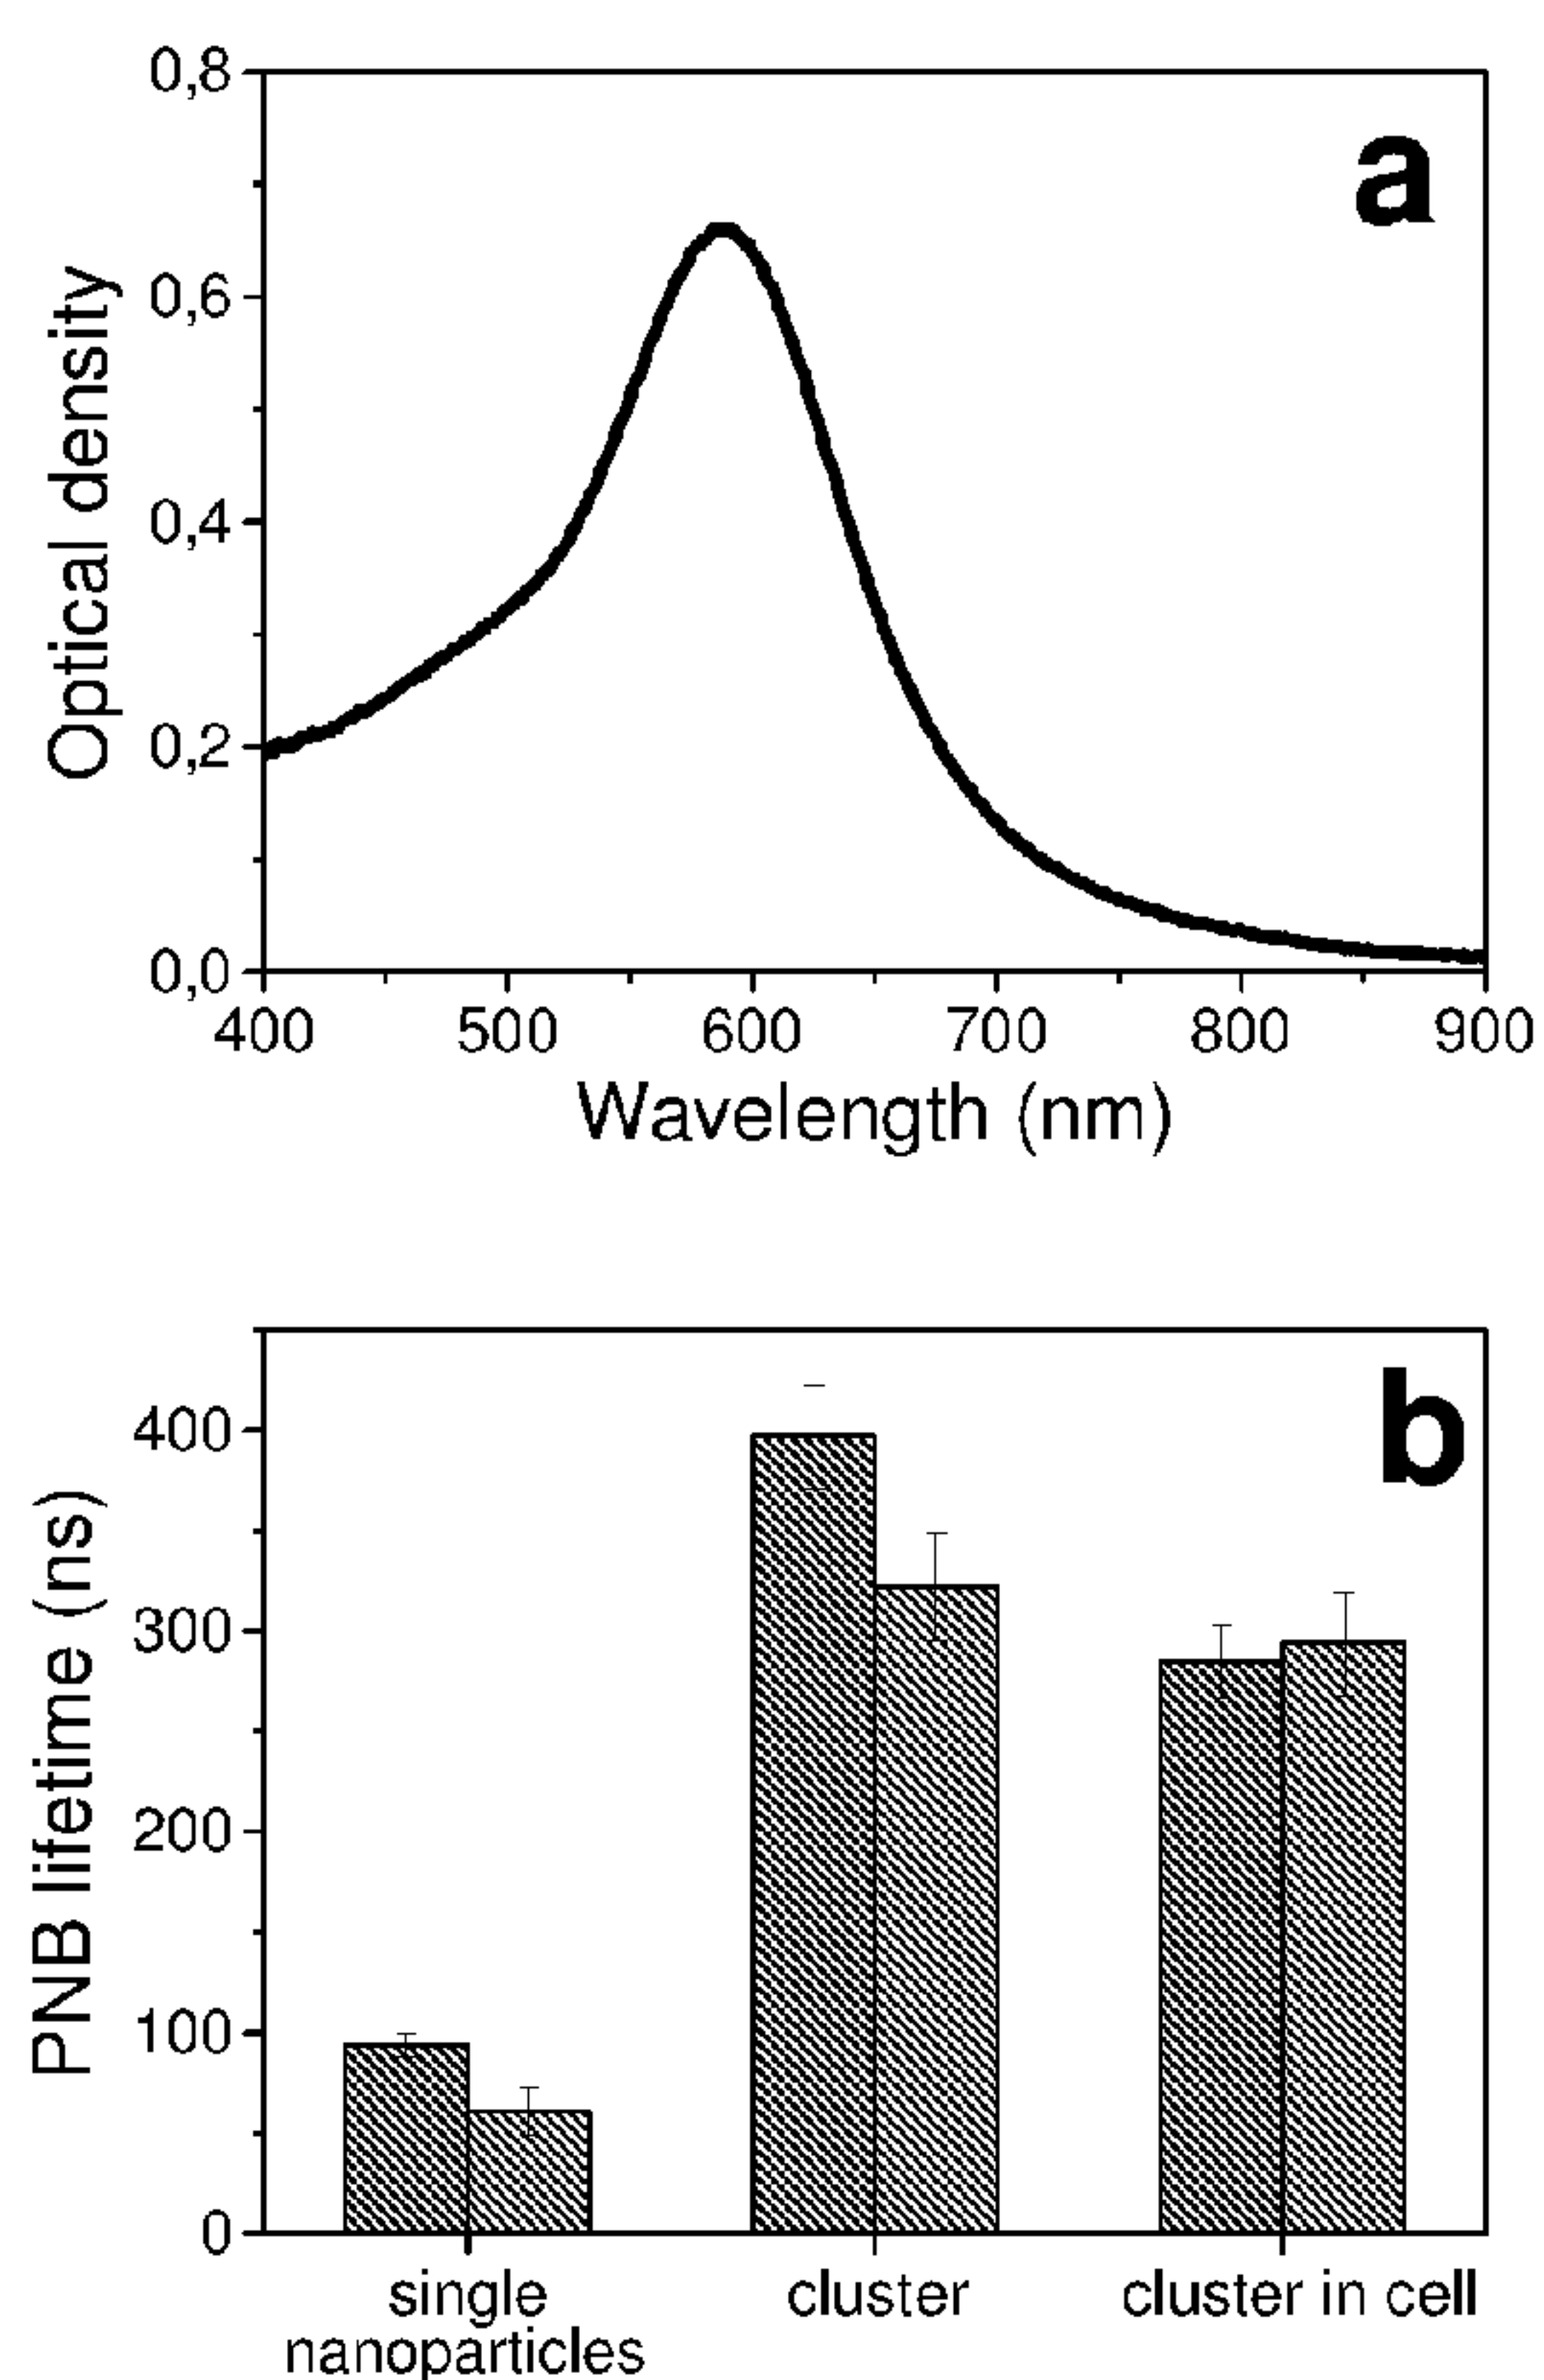 a
Optical density
0,8
0,6
0,4
0,2
0,0
400 500 600 700 800 900
Wavelength (nm)
b
PNB lifetime (ns)
400
300
200
100
0
single nanoparticles
cluster
cluster in cell